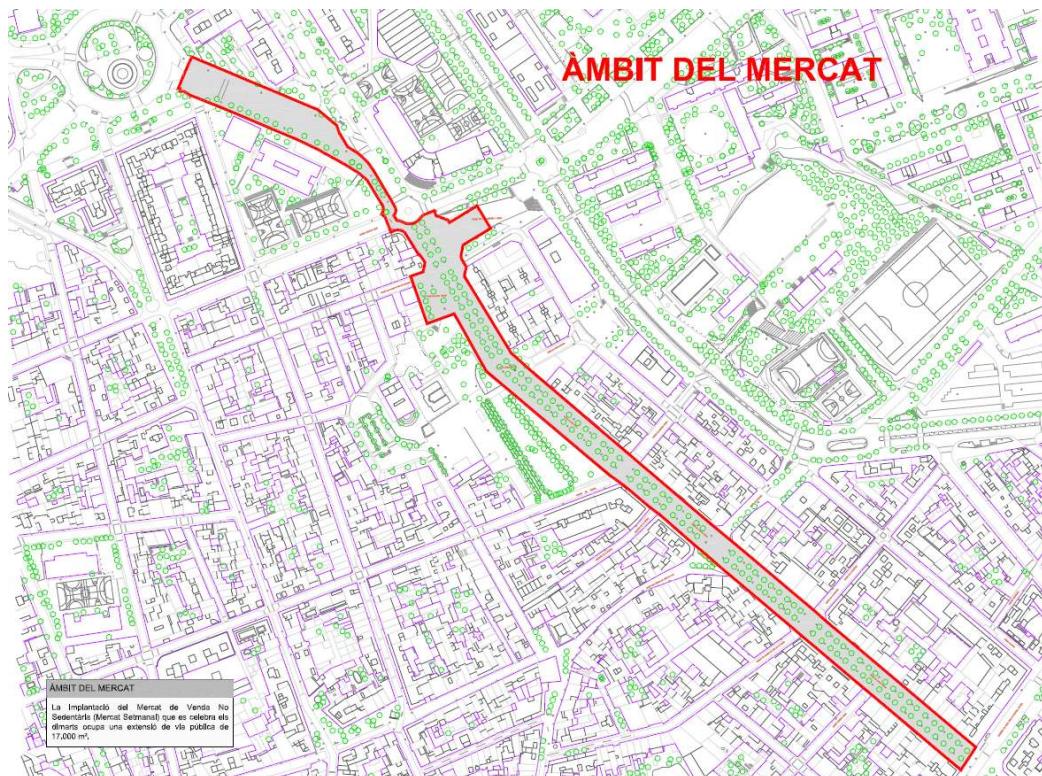 ÀMBIT DEL MERCAT
ÀMBIT DEL MERCAT
La Implantació del Mercat de Venda No
Sedentària (Mercat Setmanal) que es celebra els
dimarts ocupa una extensió de via pública de
17.000 m².